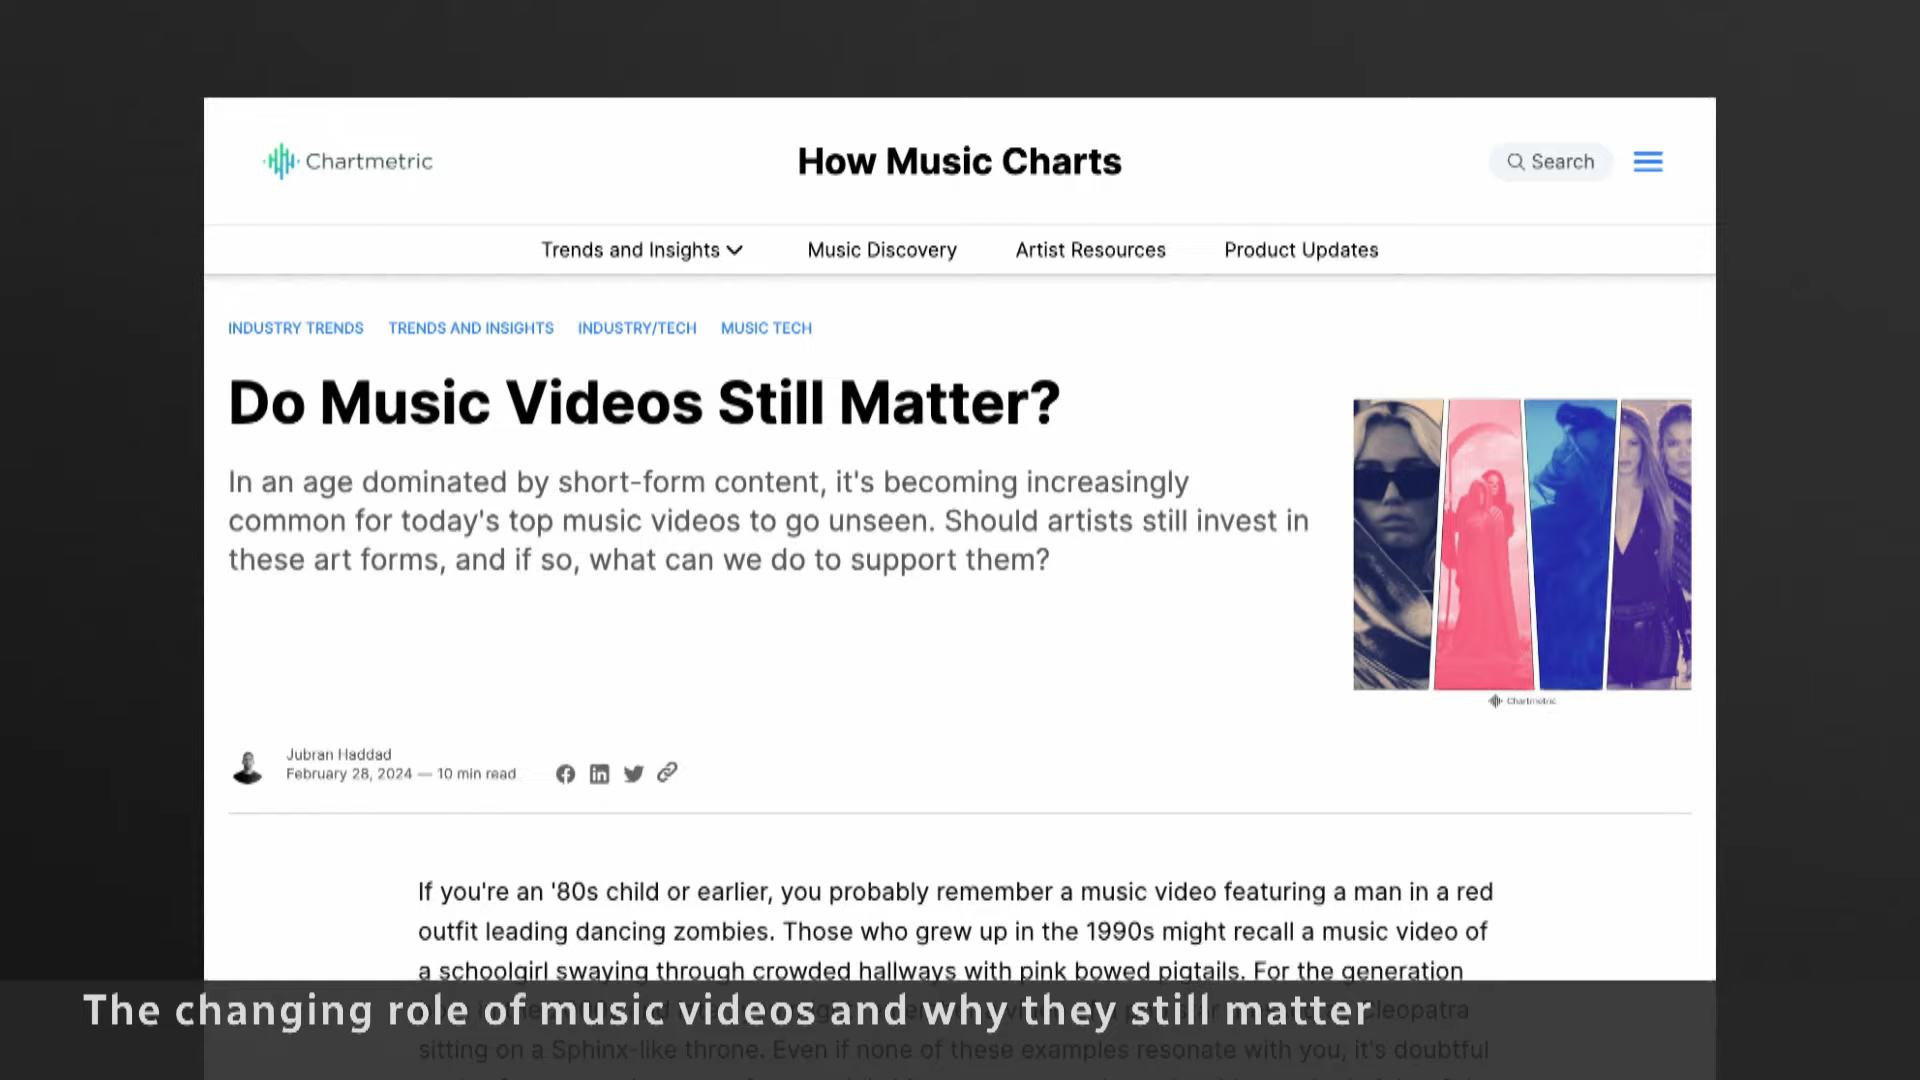 Chartmetric
How Music Charts
Search
Trends and Insights
Music Discovery
Artist Resources
Product Updates
INDUSTRY TRENDS
TRENDS AND INSIGHTS
INDUSTRY/TECH
MUSIC TECH
Do Music Videos Still Matter?
In an age dominated by short-form content, it's becoming increasingly
common for today's top music videos to go unseen. Should artists still invest in
these art forms, and if so, what can we do to support them?
Chartmetric
Jubran Haddad
February 28, 2024 — 10 min read
If you're an '80s child or earlier, you probably remember a music video featuring a man in a red
outfit leading dancing zombies. Those who grew up in the 1990s might recall a music video of
a schoolgirl swaying through crowded hallways with pink bowed pigtails. For the generation
The changing role of music videos and why they still matter
Cleopatra
sitting on a Sphinx-like throne. Even if none of these examples resonate with you, it's doubtful